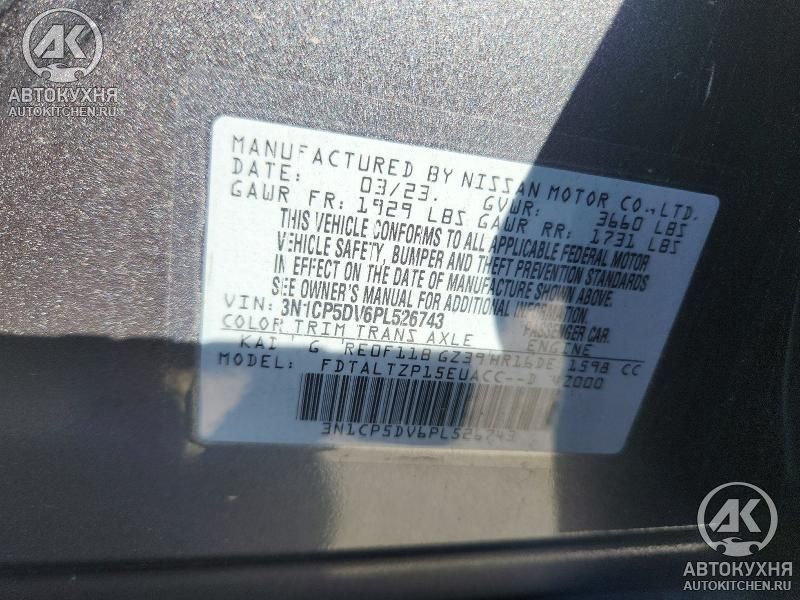 АК
АВТОКУХНЯ
AUTOKITCHEN.RU
MANUFACTURED BY NISSAN MOTOR CO.,LTD.
DATE: 03/23. GVWR: 3660 LBS
GAWR FR: 1929 LBS GAWR RR: 1731 LBS
THIS VEHICLE CONFORMS TO ALL APPLICABLE FEDERAL MOTOR
VEHICLE SAFETY, BUMPER AND THEFT PREVENTION STANDARDS
IN EFFECT ON THE DATE OF MANUFACTURE SHOWN ABOVE.
SEE OWNER'S MANUAL FOR ADDITIONAL INFORMATION.
VIN: 3N1CP5DV6PL526743 PASSENGER CAR.
COLOR TRIM TRANS AXLE ENGINE
KAD G RE0F11B GZ39 HR16DE 1598 CC
MODEL: FDTALTZP15EUACC--D VZ000
3N1CP5DV6PL526743
АК
АВТОКУХНЯ
AUTOKITCHEN.RU